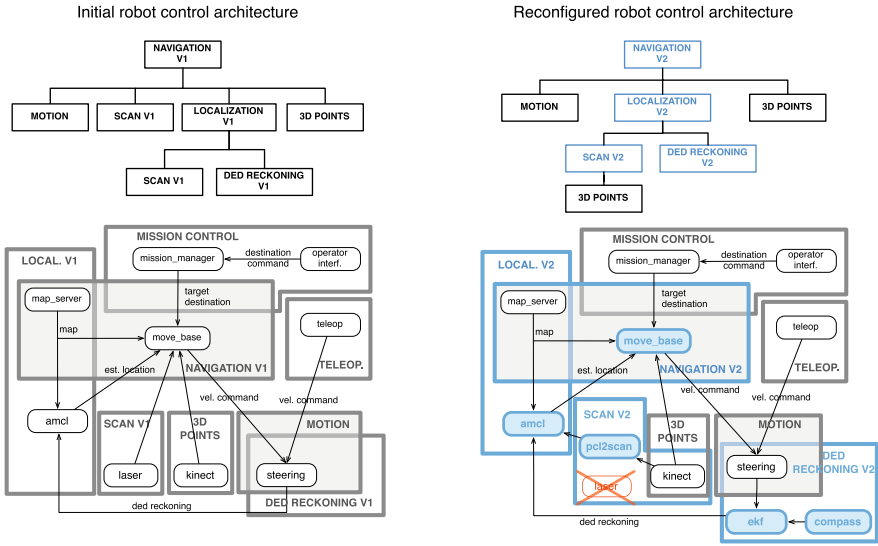 Initial robot control architecture
NAVIGATION
V1
MOTION
SCAN V1
LOCALIZATION
V1
3D POINTS
SCAN V1
DED RECKONING
V1
MISSION CONTROL
LOCAL. V1
mission_manager
destination
command
operator
interf.
map_server
target
destination
map
move_base
teleop
est. location
NAVIGATION V1
TELEOP.
vel. command
vel. command
amcl
SCAN V1
3D
POINTS
MOTION
laser
kinect
steering
ded reckoning
DED RECKONING V1
Reconfigured robot control architecture
NAVIGATION
V2
MOTION
LOCALIZATION
V2
3D POINTS
SCAN V2
DED RECKONING
V2
3D POINTS
MISSION CONTROL
LOCAL. V2
mission_manager
destination
command
operator
interf.
map_server
target
destination
map
move_base
teleop
est. location
NAVIGATION V2
TELEOP.
vel. command
vel. command
amcl
SCAN V2
3D
POINTS
MOTION
pcl2scan
DED
RECKONING V2
laser
kinect
steering
ded reckoning
ekf
compass